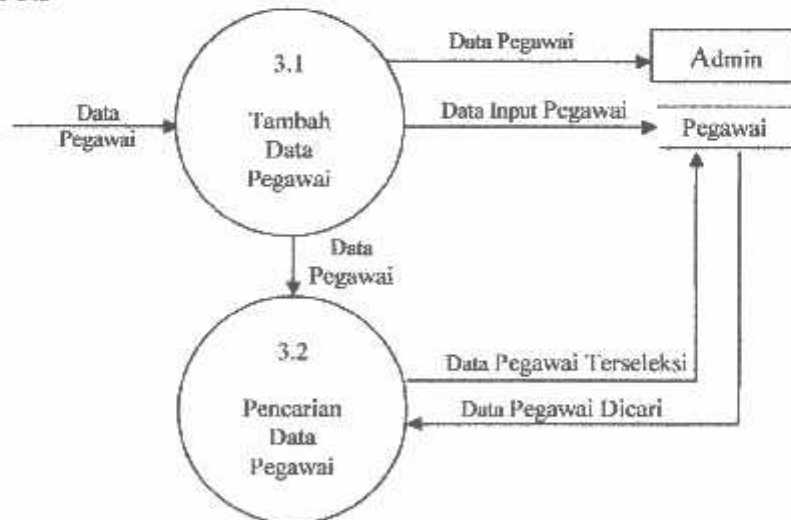 Data Pegawai
Admin
3.1
Tambah
Data
Pegawai
Data
Pegawai
Data Input Pegawai
Pegawai
Data
Pegawai
3.2
Pencarian
Data
Pegawai
Data Pegawai Terseleksi
Data Pegawai Dicari